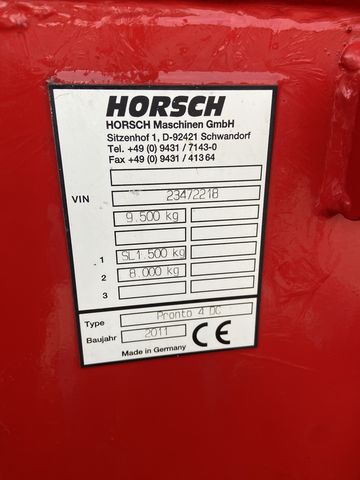 HORSCH
HORSCH Maschinen GmbH
Sitzenhof 1, D-92421 Schwandorf
Tel. +49 (0) 9431 / 7143-0
Fax +49 (0) 9431 / 41364
VIN 23472218
9.500 kg
1 SL1.500 kg
2 8.000 kg
3
Type Pronto 4 DC
Baujahr 2011 CE
Made in Germany